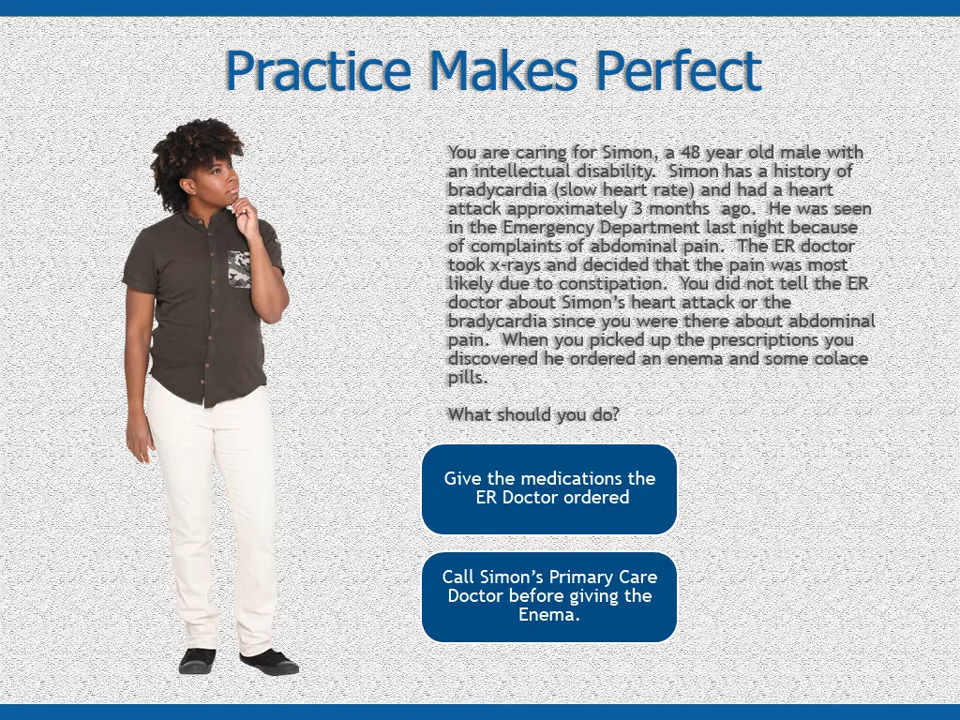 Practice Makes Perfect
You are caring for Simon, a 48 year old male with
an intellectual disability. Simon has a history of
bradycardia (slow heart rate) and had a heart
attack approximately 3 months ago. He was seen
in the Emergency Department last night because
of complaints of abdominal pain. The ER doctor
took x-rays and decided that the pain was most
likely due to constipation. You did not tell the ER
doctor about Simon's heart attack or the
bradycardia since you were there about abdominal
pain. When you picked up the prescriptions you
discovered he ordered an enema and some colace
pills.
What should you do?
Give the medications the
ER Doctor ordered
Call Simon's Primary Care
Doctor before giving the
Enema.